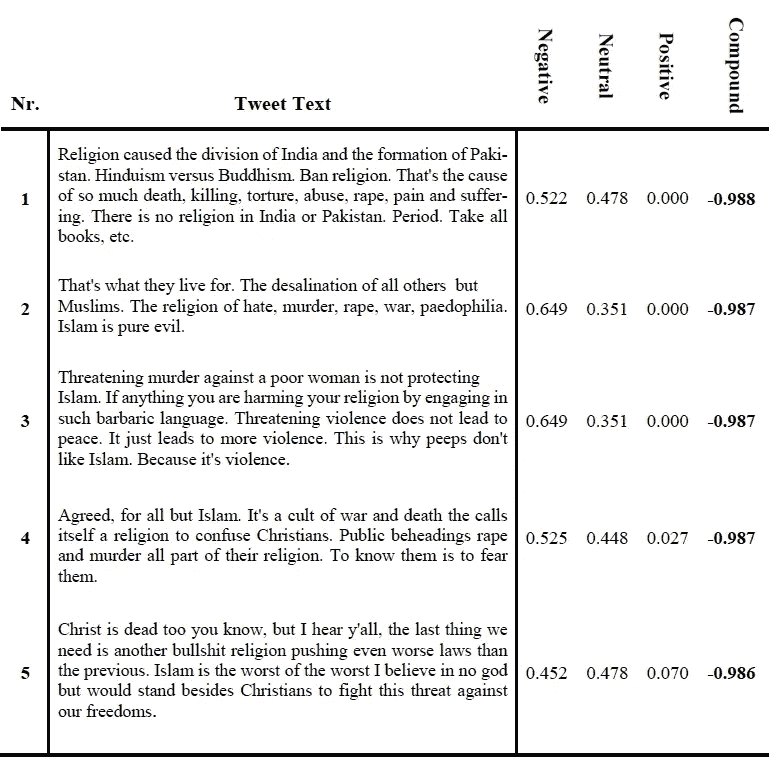 Nr. Tweet Text Negative Neutral Positive Compound
Religion caused the division of India and the formation of Paki-
stan. Hinduism versus Buddhism. Ban religion. That's the cause
1 of so much death, killing, torture, abuse, rape, pain and suffer- 0.522 0.478 0.000 -0.988
ing. There is no religion in India or Pakistan. Period. Take all
books, etc.
That's what they live for. The desalination of all others but
2 Muslims. The religion of hate, murder, rape, war, paedophilia. 0.649 0.351 0.000 -0.987
Islam is pure evil.
Threatening murder against a poor woman is not protecting
Islam. If anything you are harming your religion by engaging in
3 such barbaric language. Threatening violence does not lead to 0.649 0.351 0.000 -0.987
peace. It just leads to more violence. This is why peeps don't
like Islam. Because it's violence.
Agreed, for all but Islam. It's a cult of war and death the calls
4 itself a religion to confuse Christians. Public beheadings rape 0.525 0.448 0.027 -0.987
and murder all part of their religion. To know them is to fear
them.
Christ is dead too you know, but I hear y'all, the last thing we
need is another bullshit religion pushing even worse laws than
5 the previous. Islam is the worst of the worst I believe in no god 0.452 0.478 0.070 -0.986
but would stand besides Christians to fight this threat against
our freedoms.